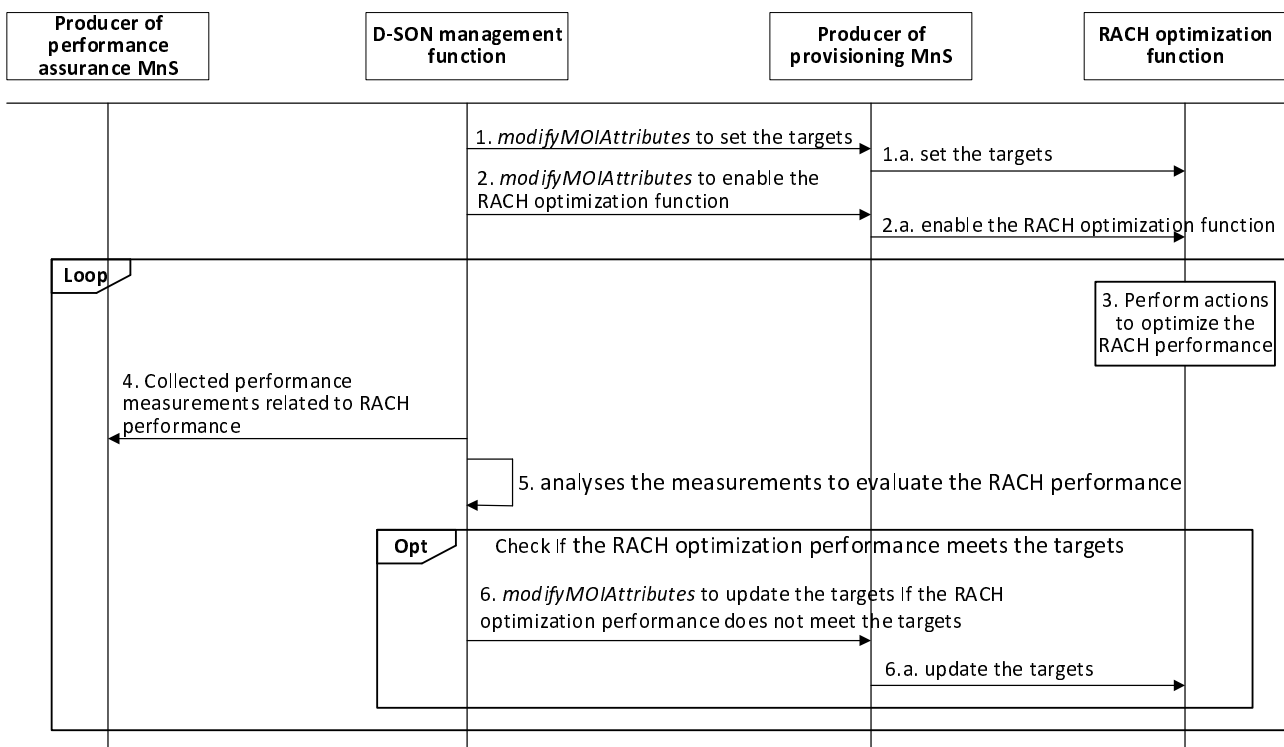 Producer of
performance
assurance MnS
D-SON management
function
Producer of
provisioning MnS
RACH optimization
function
1. modifyMOIAttributes to set the targets
1.a. set the targets
2. modifyMOIAttributes to enable the
RACH optimization function
2.a. enable the RACH optimization function
Loop
3. Perform actions
to optimize the
RACH performance
4. Collected performance
measurements related to RACH
performance
5. analyses the measurements to evaluate the RACH performance
Opt
Check If the RACH optimization performance meets the targets
6. modifyMOIAttributes to update the targets If the RACH
optimization performance does not meet the targets
6.a. update the targets